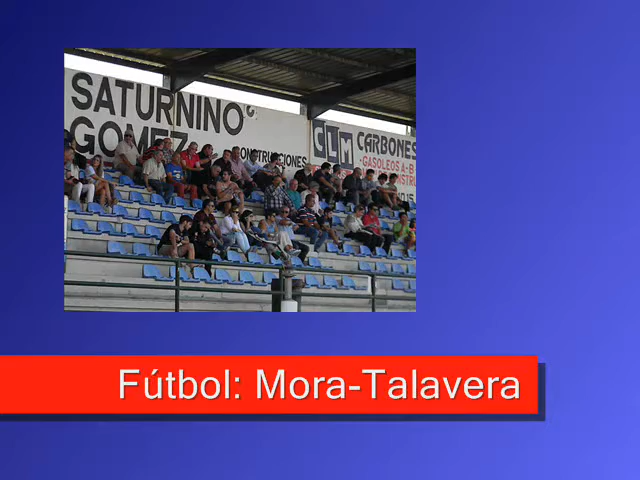 SATURNINO
GOMEZ
CONSTRUCCIONES
CLM CARBONES
-GASOLEOS A-B
Fútbol: Mora-Talavera